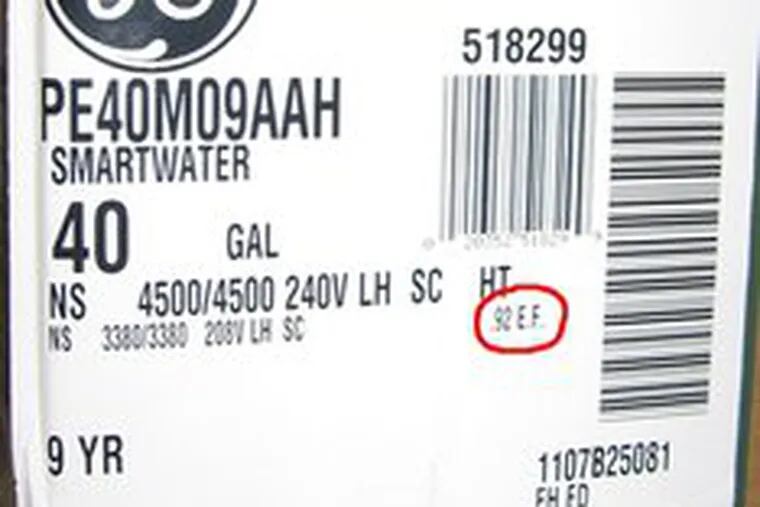 518299
PE40M09AAH
SMARTWATER
40 GAL
NS 4500/4500 240V LH SC HT
NS 3380/3380 208V LH SC .92 E.F.
9 YR
1107B25081